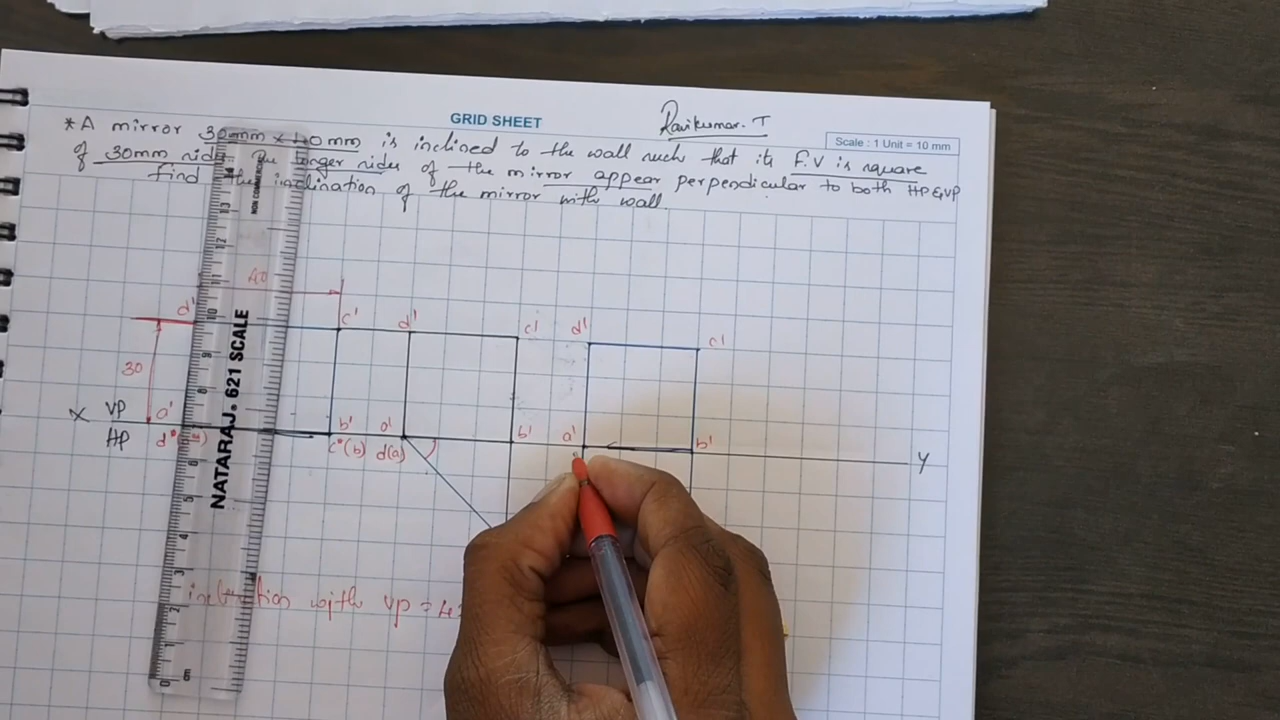 GRID SHEET
Ravikumar. T
Scale : 1 Unit = 10 mm
* A mirror 30mm × 40mm is inclined to the wall such that its F.V is square
of 30mm side The longer sides of the mirror appear perpendicular to both HP & VP
find the inclination of the mirror with wall.
40
d' c' d' c' d' c'
30
X VP a' b' a' b' a' b' Y
HP d c (b) d(a)
NATARAJ 621 SCALE
inclination with VP =